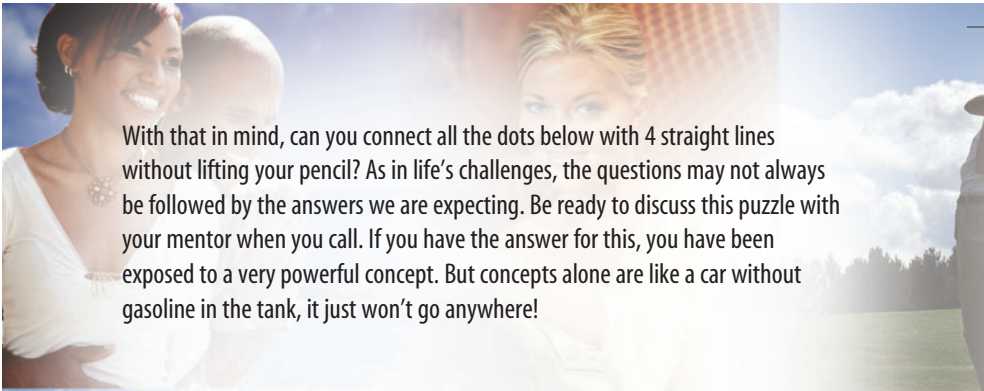 With that in mind, can you connect all the dots below with 4 straight lines
without lifting your pencil? As in life’s challenges, the questions may not always
be followed by the answers we are expecting. Be ready to discuss this puzzle with
your mentor when you call. If you have the answer for this, you have been
exposed to a very powerful concept. But concepts alone are like a car without
gasoline in the tank, it just won’t go anywhere!